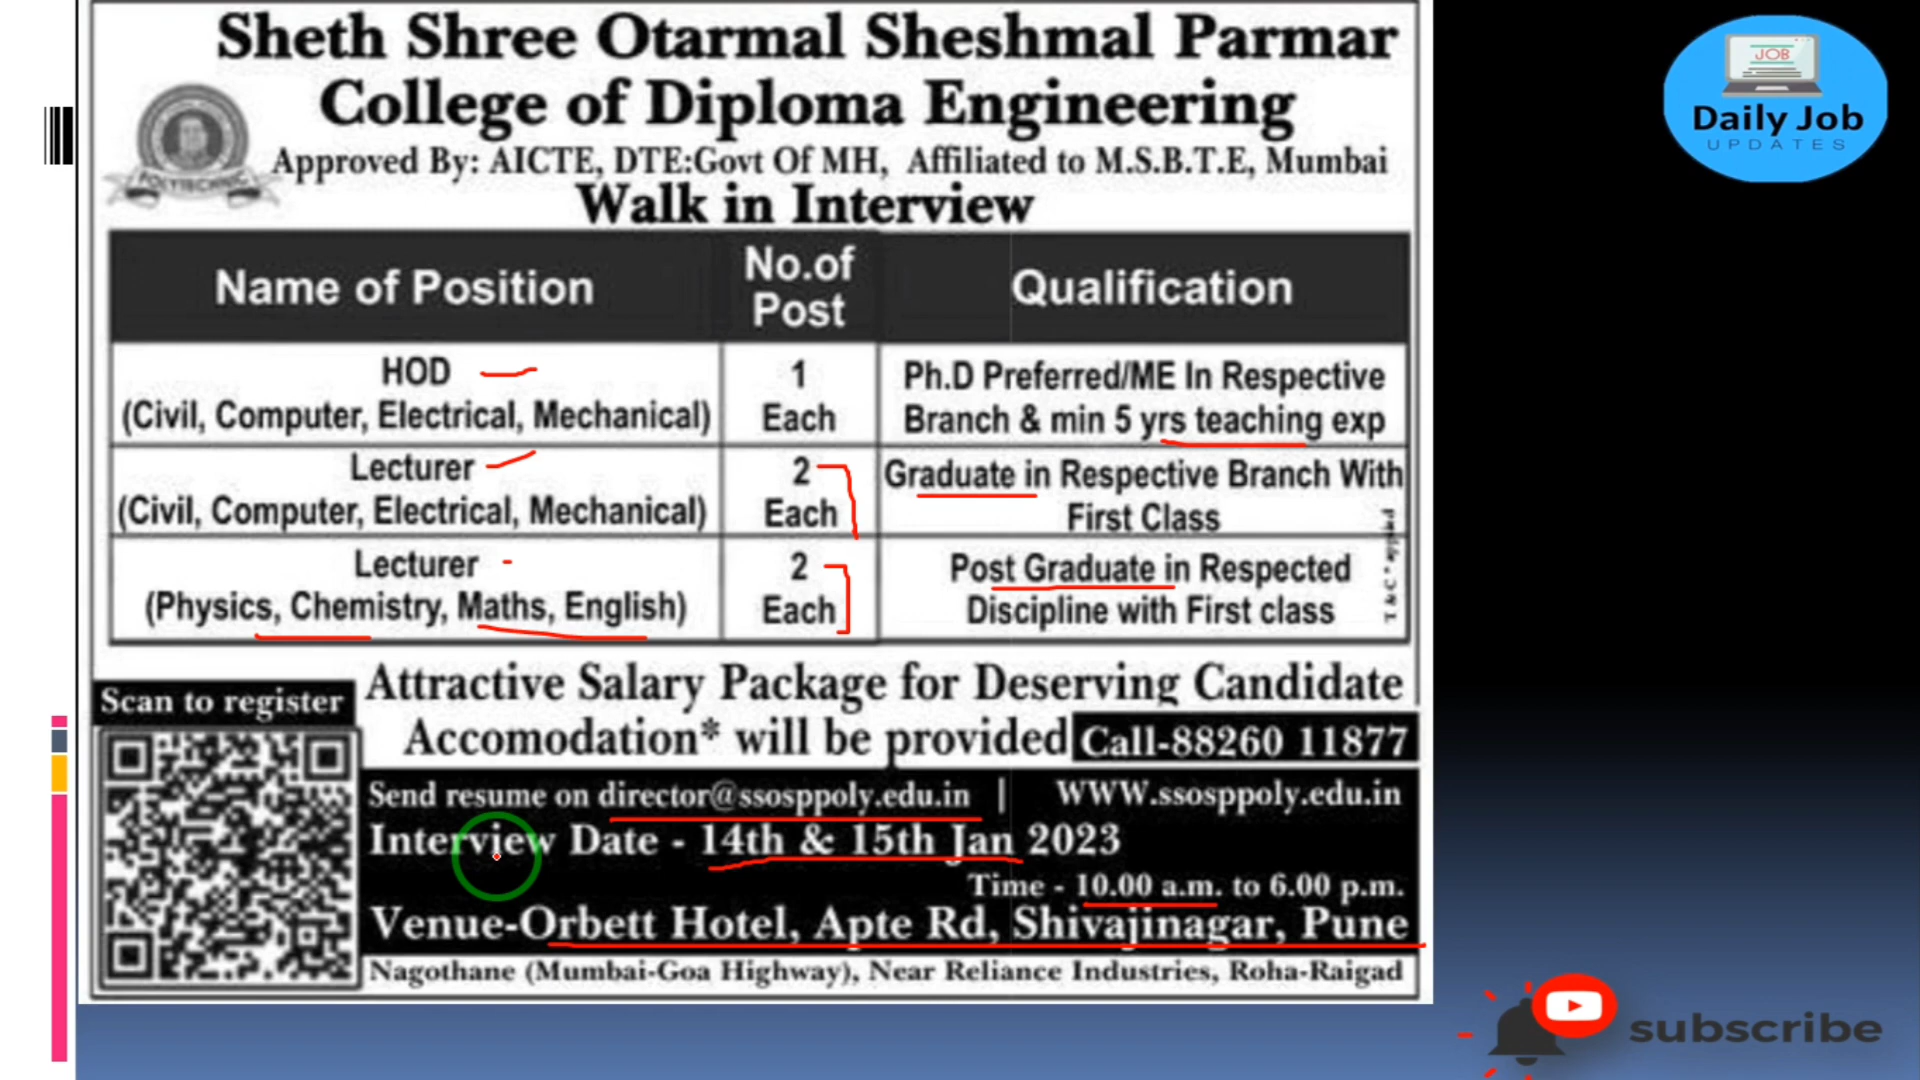 Sheth Shree Otarmal Sheshmal Parmar
College of Diploma Engineering
Approved By: AICTE, DTE:Govt Of MH, Affiliated to M.S.B.T.E, Mumbai
POLYTECHNIC
Walk in Interview
Name of Position
No.of
Post
Qualification
HOD
(Civil, Computer, Electrical, Mechanical)
1
Each
Ph.D Preferred/ME In Respective
Branch & min 5 yrs teaching exp
Lecturer
(Civil, Computer, Electrical, Mechanical)
2
Each
Graduate in Respective Branch With
First Class
Lecturer
(Physics, Chemistry, Maths, English)
2
Each
Post Graduate in Respected
Discipline with First class
T &C * applied
Scan to register
Attractive Salary Package for Deserving Candidate
Accomodation* will be provided
Call-88260 11877
Send resume on director@ssosppoly.edu.in | WWW.ssosppoly.edu.in
Interview Date - 14th & 15th Jan 2023
Time - 10.00 a.m. to 6.00 p.m.
Venue-Orbett Hotel, Apte Rd, Shivajinagar, Pune
Nagothane (Mumbai-Goa Highway), Near Reliance Industries, Roha-Raigad
JOB
Daily Job
UPDATES
subscribe